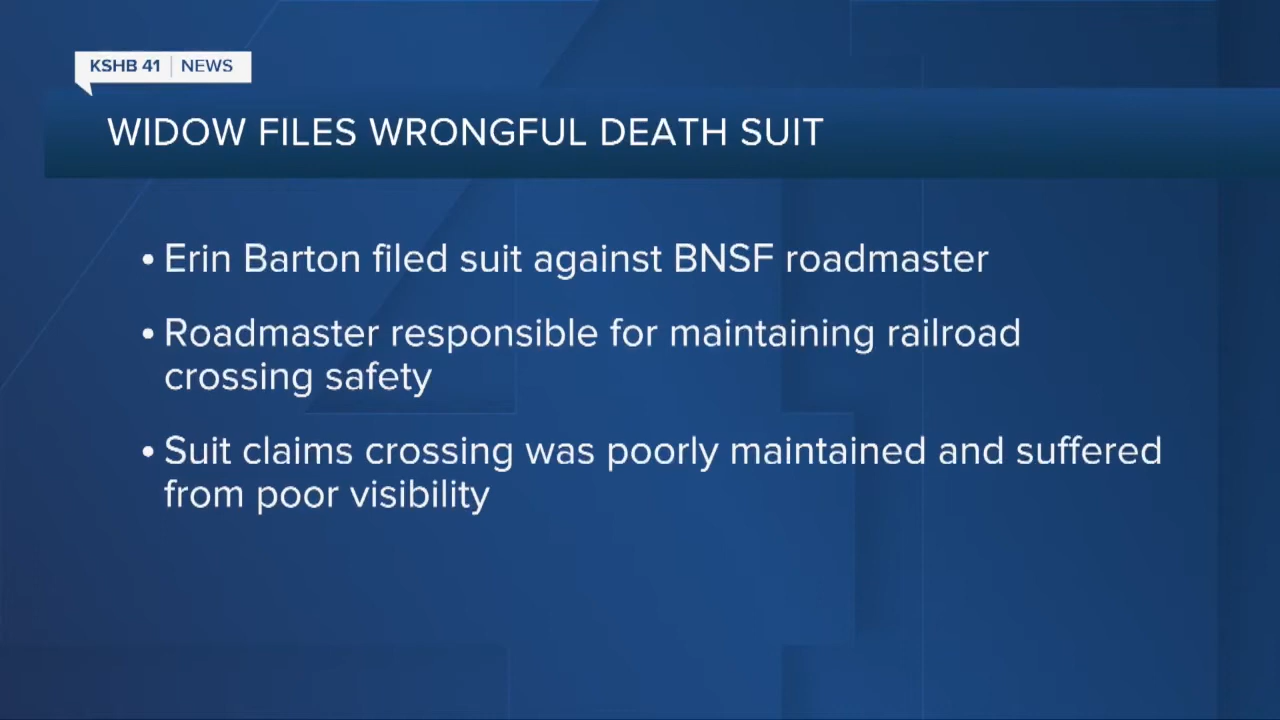 KSHB 41 | NEWS
WIDOW FILES WRONGFUL DEATH SUIT
• Erin Barton filed suit against BNSF roadmaster
• Roadmaster responsible for maintaining railroad
crossing safety
• Suit claims crossing was poorly maintained and suffered
from poor visibility